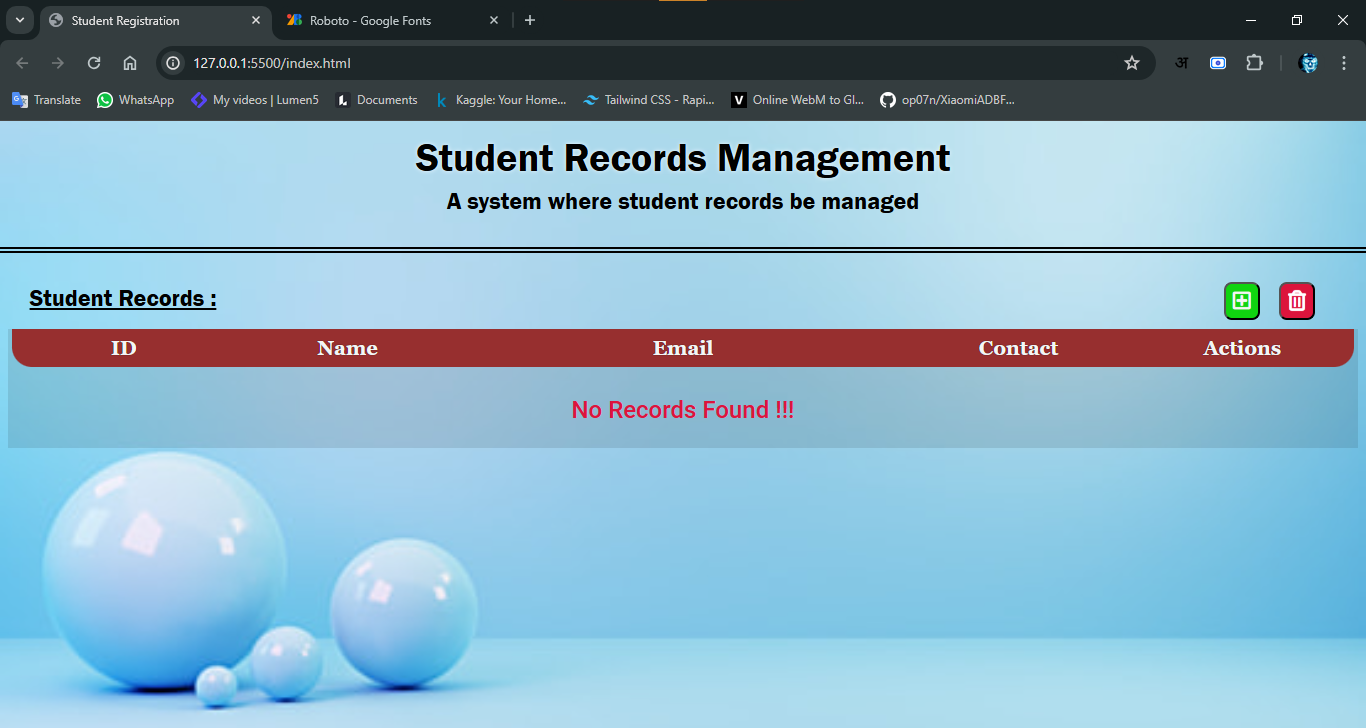 Student Registration
Roboto - Google Fonts
127.0.0.1:5500/index.html
अ
Translate
WhatsApp
My videos | Lumen5
Documents
Kaggle: Your Home...
Tailwind CSS - Rapi...
Online WebM to GI...
op07n/XiaomiADBF...
Student Records Management
A system where student records be managed
Student Records :
ID Name Email Contact Actions
No Records Found !!!